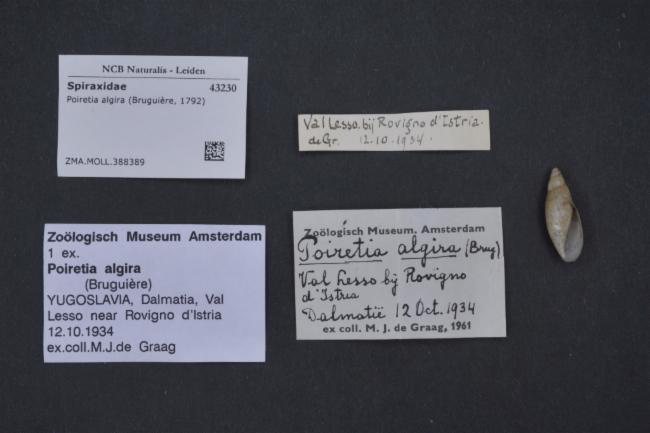 NCB Naturalis - Leiden
Spiraxidae 43230
Poiretia algira (Bruguière, 1792)
ZMA.MOLL.388389
Val Lesso. bij Rovigno d'Istria.
de Gr. 12.10.1934.
Zoölogisch Museum Amsterdam
1 ex.
Poiretia algira
(Bruguière)
YUGOSLAVIA, Dalmatia, Val
Lesso near Rovigno d'Istria
12.10.1934
ex.coll.M.J.de Graag
Zoölogisch Museum. Amsterdam
Poiretia algira (Brug)
Val Lesso bij Rovigno
d'Istria
Dalmatië 12 Oct. 1934
ex coll. M. J. de Graag, 1961